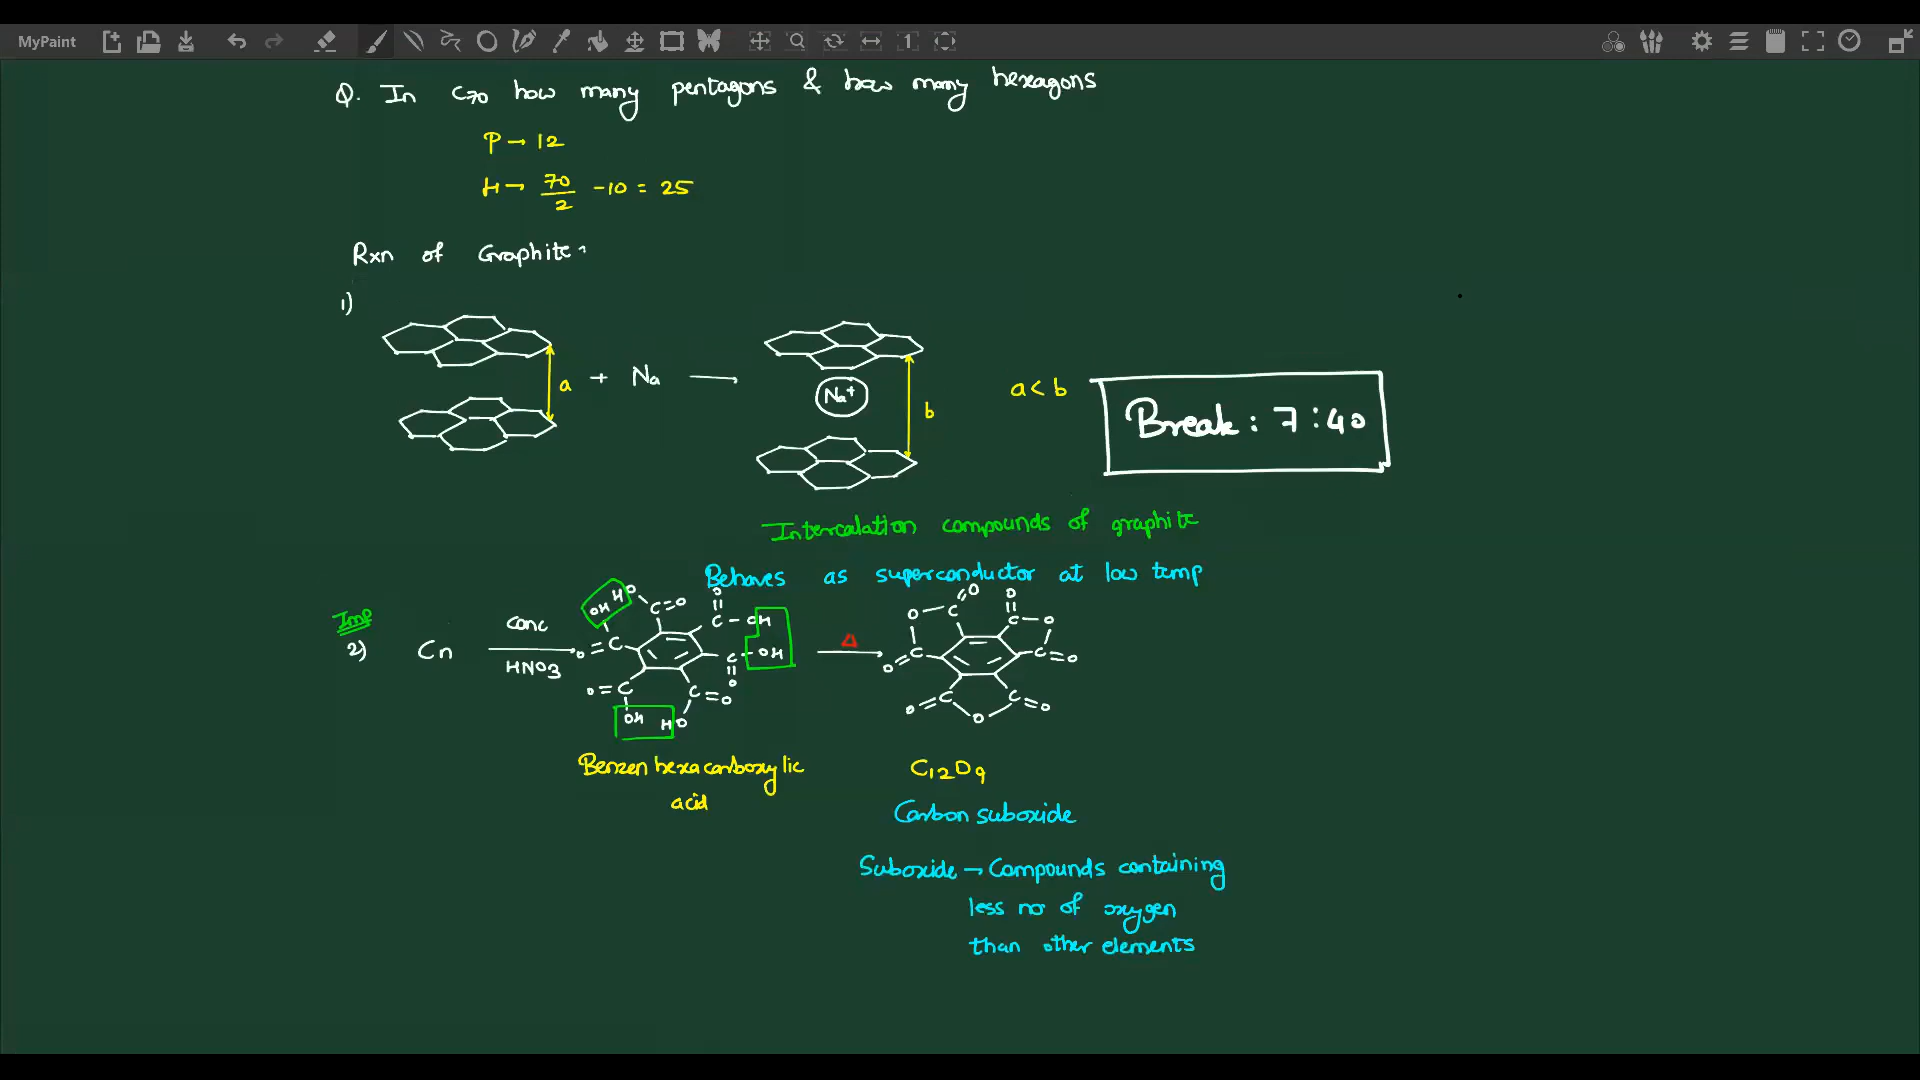 MyPaint
Q. In C70 how many pentagons & how many hexagons
P → 12
H → 70/2 -10 = 25
Rxn of Graphite -
1)
a + Na → Na+ b a < b
Break : 7:40
Intercalation compounds of graphite
Behaves as superconductor at low temp
Imp
2) Cn conc HNO3 Δ
Benzen hexacarboxylic
acid
C12O9
Carbon suboxide
Suboxide → Compounds containing
less no of oxygen
than other elements